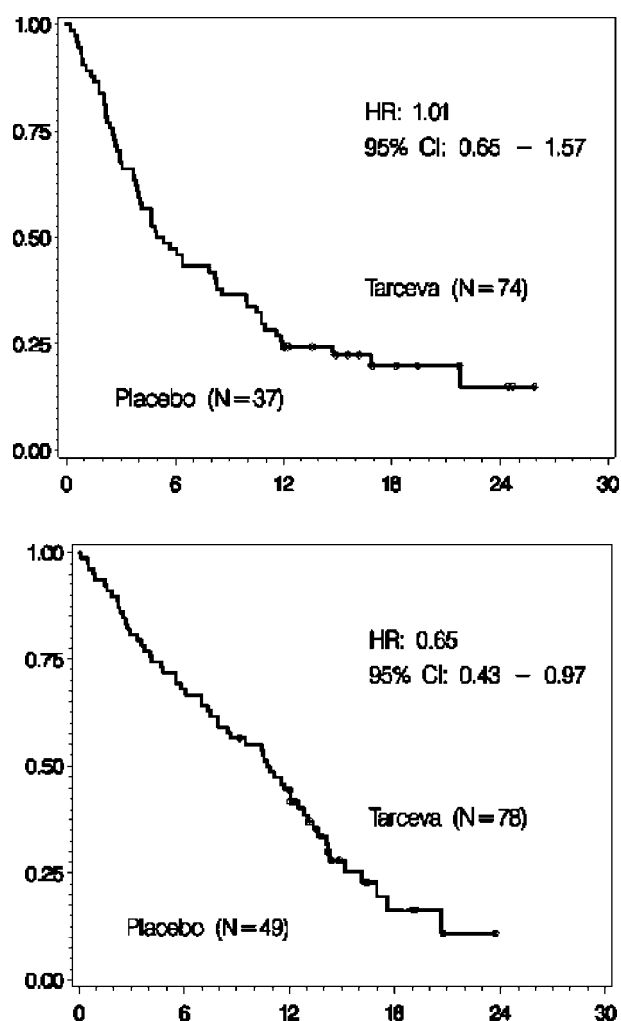 1.00
HR: 1.01
0.75
95% CI: 0.65 – 1.57
0.50
Tarceva (N=74)
0.25
Placebo (N=37)
0.00
0 6 12 18 24 30
1.00
HR: 0.65
0.75
95% CI: 0.43 – 0.97
0.50
Tarceva (N=78)
0.25
Placebo (N=49)
0.00
0 6 12 18 24 30